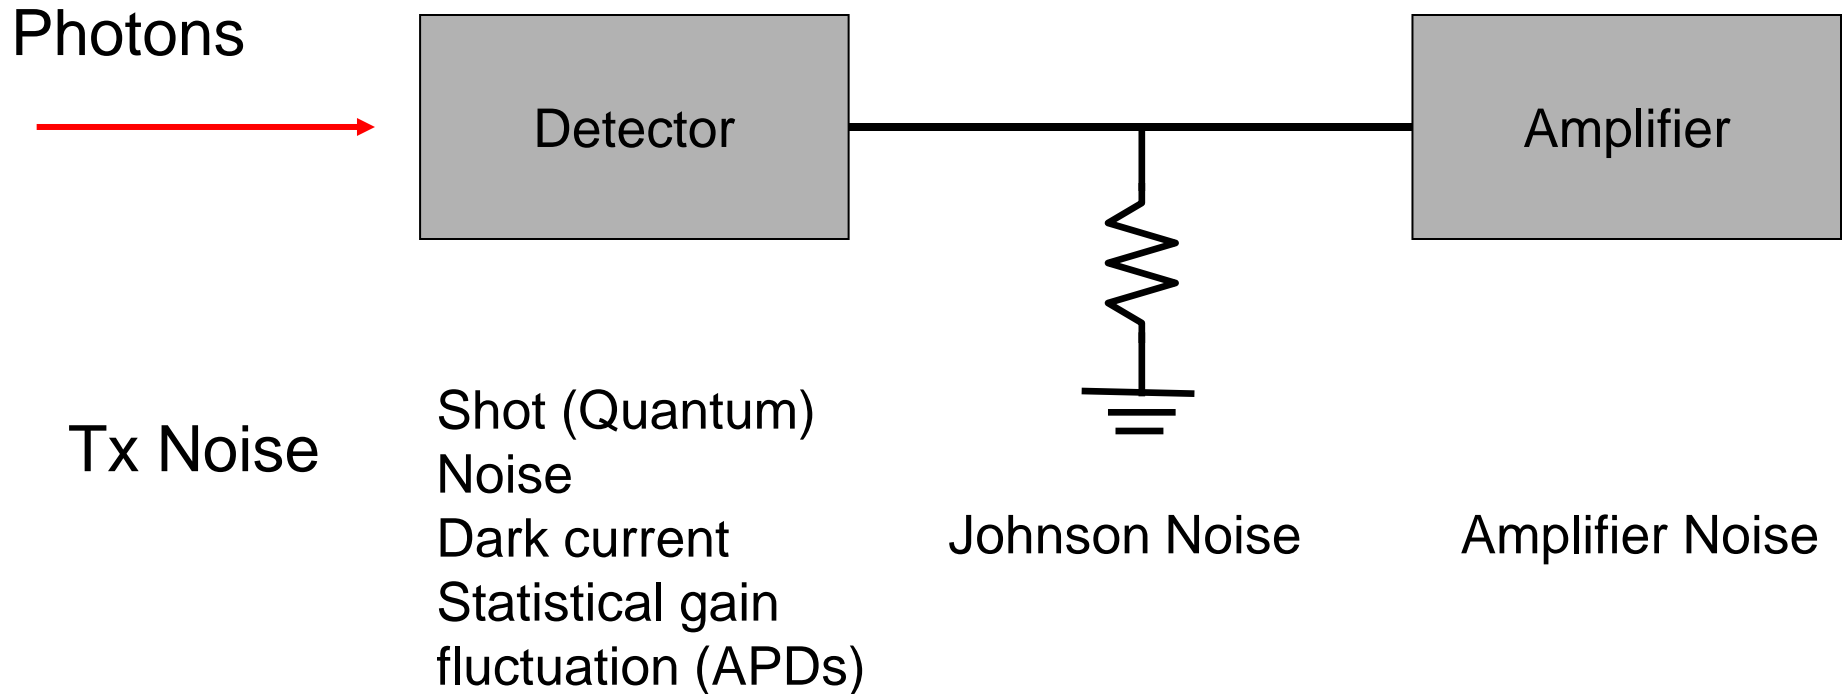 Photons
Detector
Amplifier
Tx Noise
Shot (Quantum)
Noise
Dark current
Statistical gain
fluctuation (APDs)
Johnson Noise
Amplifier Noise